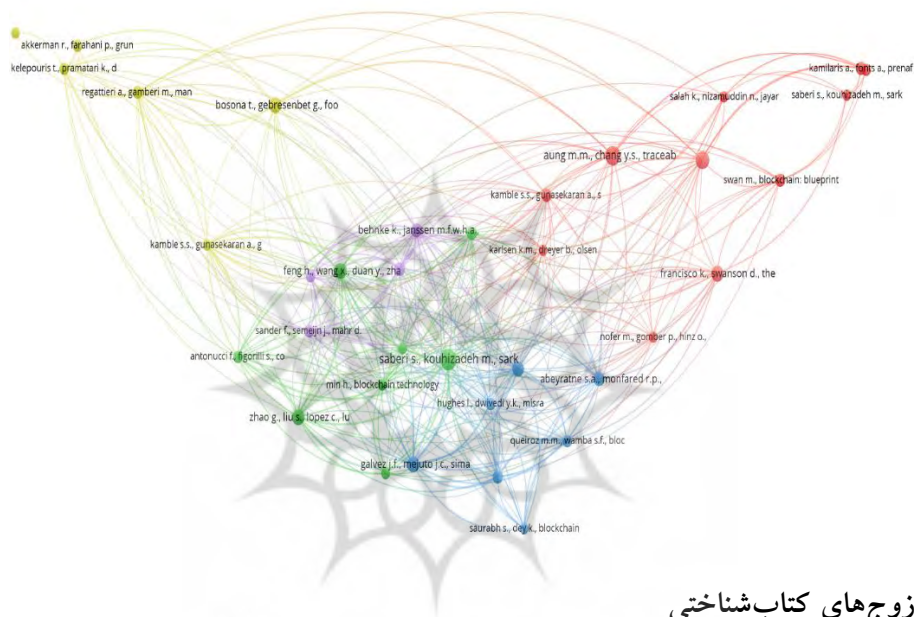 akkerman r., farahani p., grun
kelepouris t., pramatari k., d
regattieri a., gamberi m., man
bosona t., gebresenbet g., foo
kamilaris a., fonts a., prenaf
salah k., nizamuddin n., jayar
saberi s., kouhizadeh m., sark
aung m.m., chang y.s., traceab
swan m., blockchain: blueprint
kamble s.s., gunasekaran a., s
behnke k., janssen m.f.w.h.a.
kamble s.s., gunasekaran a., g
karlsen k.m., dreyer b., olsen
feng h., wang x., duan y., zha
francisco k., swanson d., the
sander f., semeijn j., mahr d.
nofer m., gomber p., hinz o.,
antonucci f., figorilli s., co
saberi s., kouhizadeh m., sark
min h., blockchain technology
abeyratne s.a., monfared r.p.,
hughes l., dwivedi y.k., misra
zhao g., liu s., lopez c., lu
queiroz m.m., wamba s.f., bloc
galvez j.f., mejuto j.c., sima
saurabh s., dey k., blockchain
زوج‌های کتاب‌شناختی